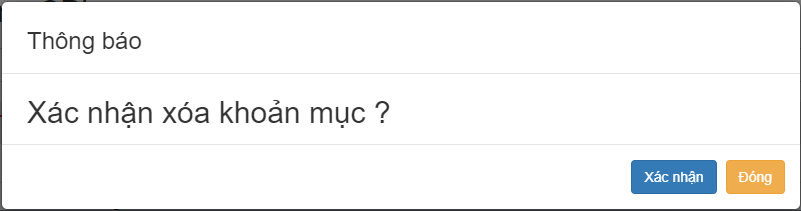 Thông báo
Xác nhận xóa khoản mục ?
Xác nhận
Đóng